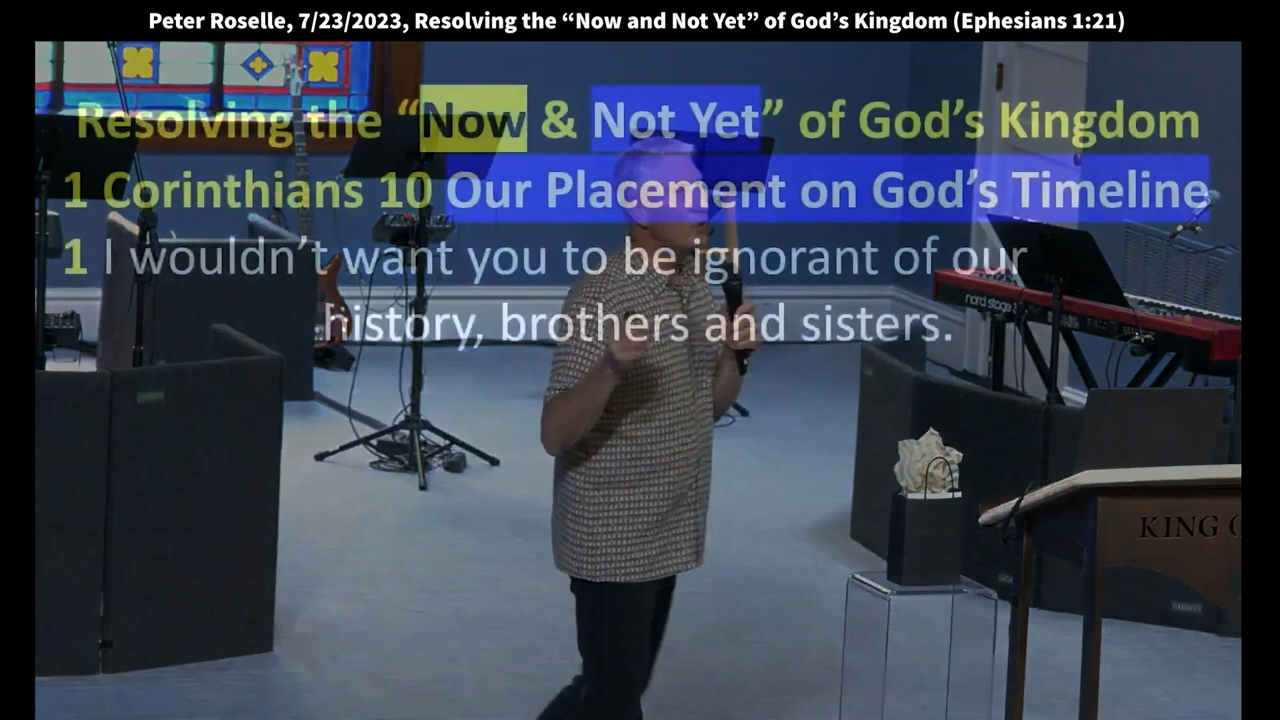 Peter Roselle, 7/23/2023, Resolving the “Now and Not Yet” of God’s Kingdom (Ephesians 1:21)
Resolving the “Now & Not Yet” of God’s Kingdom
1 Corinthians 10 Our Placement on God’s Timeline
1 I wouldn’t want you to be ignorant of our
history, brothers and sisters.
nord stage
KING